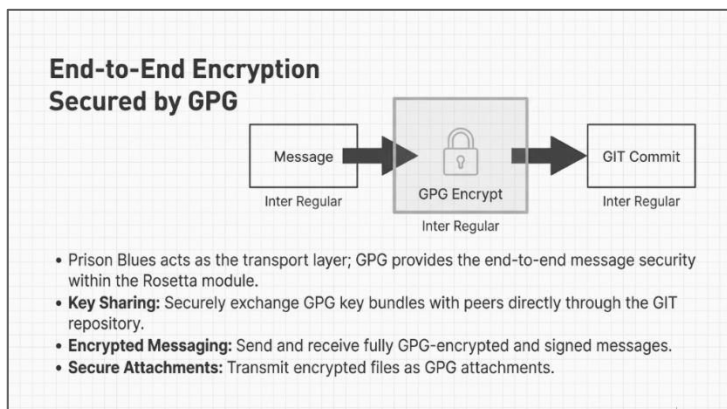 End-to-End Encryption
Secured by GPG
Message
GPG Encrypt
GIT Commit
Inter Regular
Inter Regular
Inter Regular
• Prison Blues acts as the transport layer; GPG provides the end-to-end message security
within the Rosetta module.
• Key Sharing: Securely exchange GPG key bundles with peers directly through the GIT
repository.
• Encrypted Messaging: Send and receive fully GPG-encrypted and signed messages.
• Secure Attachments: Transmit encrypted files as GPG attachments.